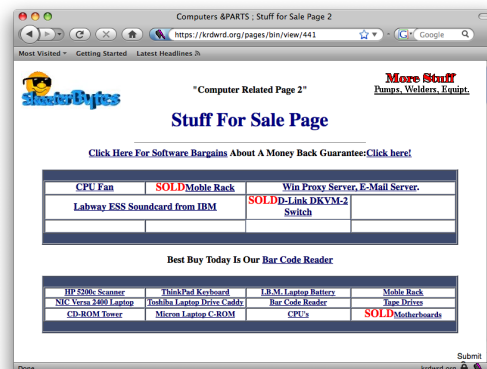 Computers &PARTS ; Stuff for Sale Page 2
https://krdwrd.org/pages/bin/view/441
Google
Most Visited
Getting Started
Latest Headlines
SkeeterBytes
"Computer Related Page 2"
More Stuff
Pumps, Welders, Equipt.
Stuff For Sale Page
Click Here For Software Bargains About A Money Back Guarantee:Click here!
CPU Fan
SOLDMoble Rack
Win Proxy Server, E-Mail Server.
Labway ESS Soundcard from IBM
SOLDD-Link DKVM-2
Switch
Best Buy Today Is Our Bar Code Reader
HP 5200c Scanner
ThinkPad Keyboard
I.B.M. Laptop Battery
Moble Rack
NIC Versa 2400 Laptop
Toshiba Laptop Drive Caddy
Bar Code Reader
Tape Drives
CD-ROM Tower
Micron Laptop C-ROM
CPU's
SOLDMotherboards
Submit
Done
krdwrd.org